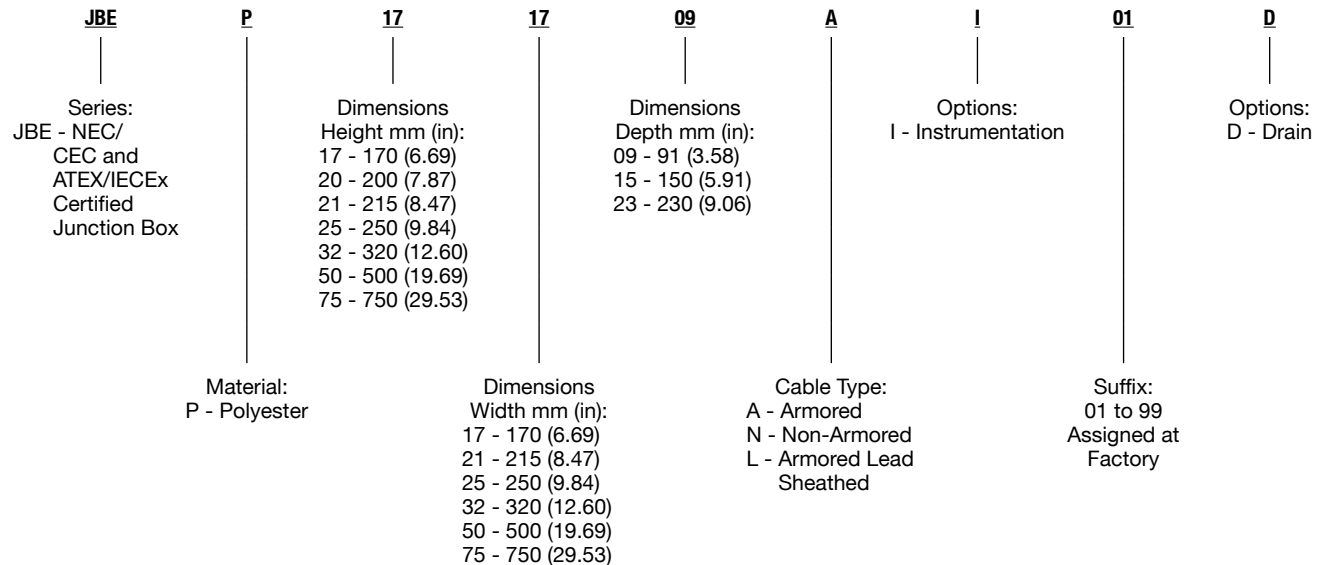 JBE P 17 17 09 A I 01 D
Series:
JBE - NEC/
CEC and
ATEX/IECEx
Certified
Junction Box
Dimensions
Height mm (in):
17 - 170 (6.69)
20 - 200 (7.87)
21 - 215 (8.47)
25 - 250 (9.84)
32 - 320 (12.60)
50 - 500 (19.69)
75 - 750 (29.53)
Dimensions
Depth mm (in):
09 - 91 (3.58)
15 - 150 (5.91)
23 - 230 (9.06)
Options:
I - Instrumentation
Options:
D - Drain
Material:
P - Polyester
Dimensions
Width mm (in):
17 - 170 (6.69)
21 - 215 (8.47)
25 - 250 (9.84)
32 - 320 (12.60)
50 - 500 (19.69)
75 - 750 (29.53)
Cable Type:
A - Armored
N - Non-Armored
L - Armored Lead
Sheathed
Suffix:
01 to 99
Assigned at
Factory